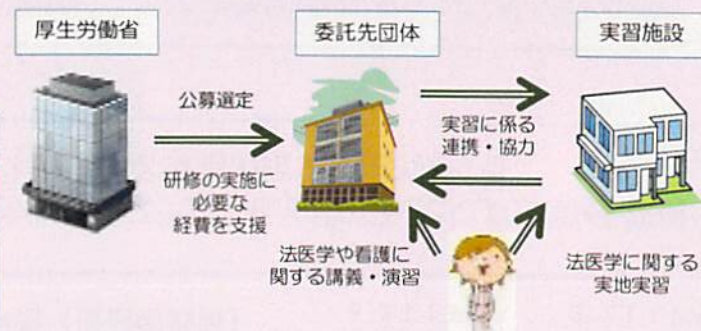 厚生労働省
委託先団体
実習施設
公募選定
研修の実施に
必要な
経費を支援
実習に係る
連携・協力
法医学や看護に
関する講義・演習
法医学に関する
実地実習